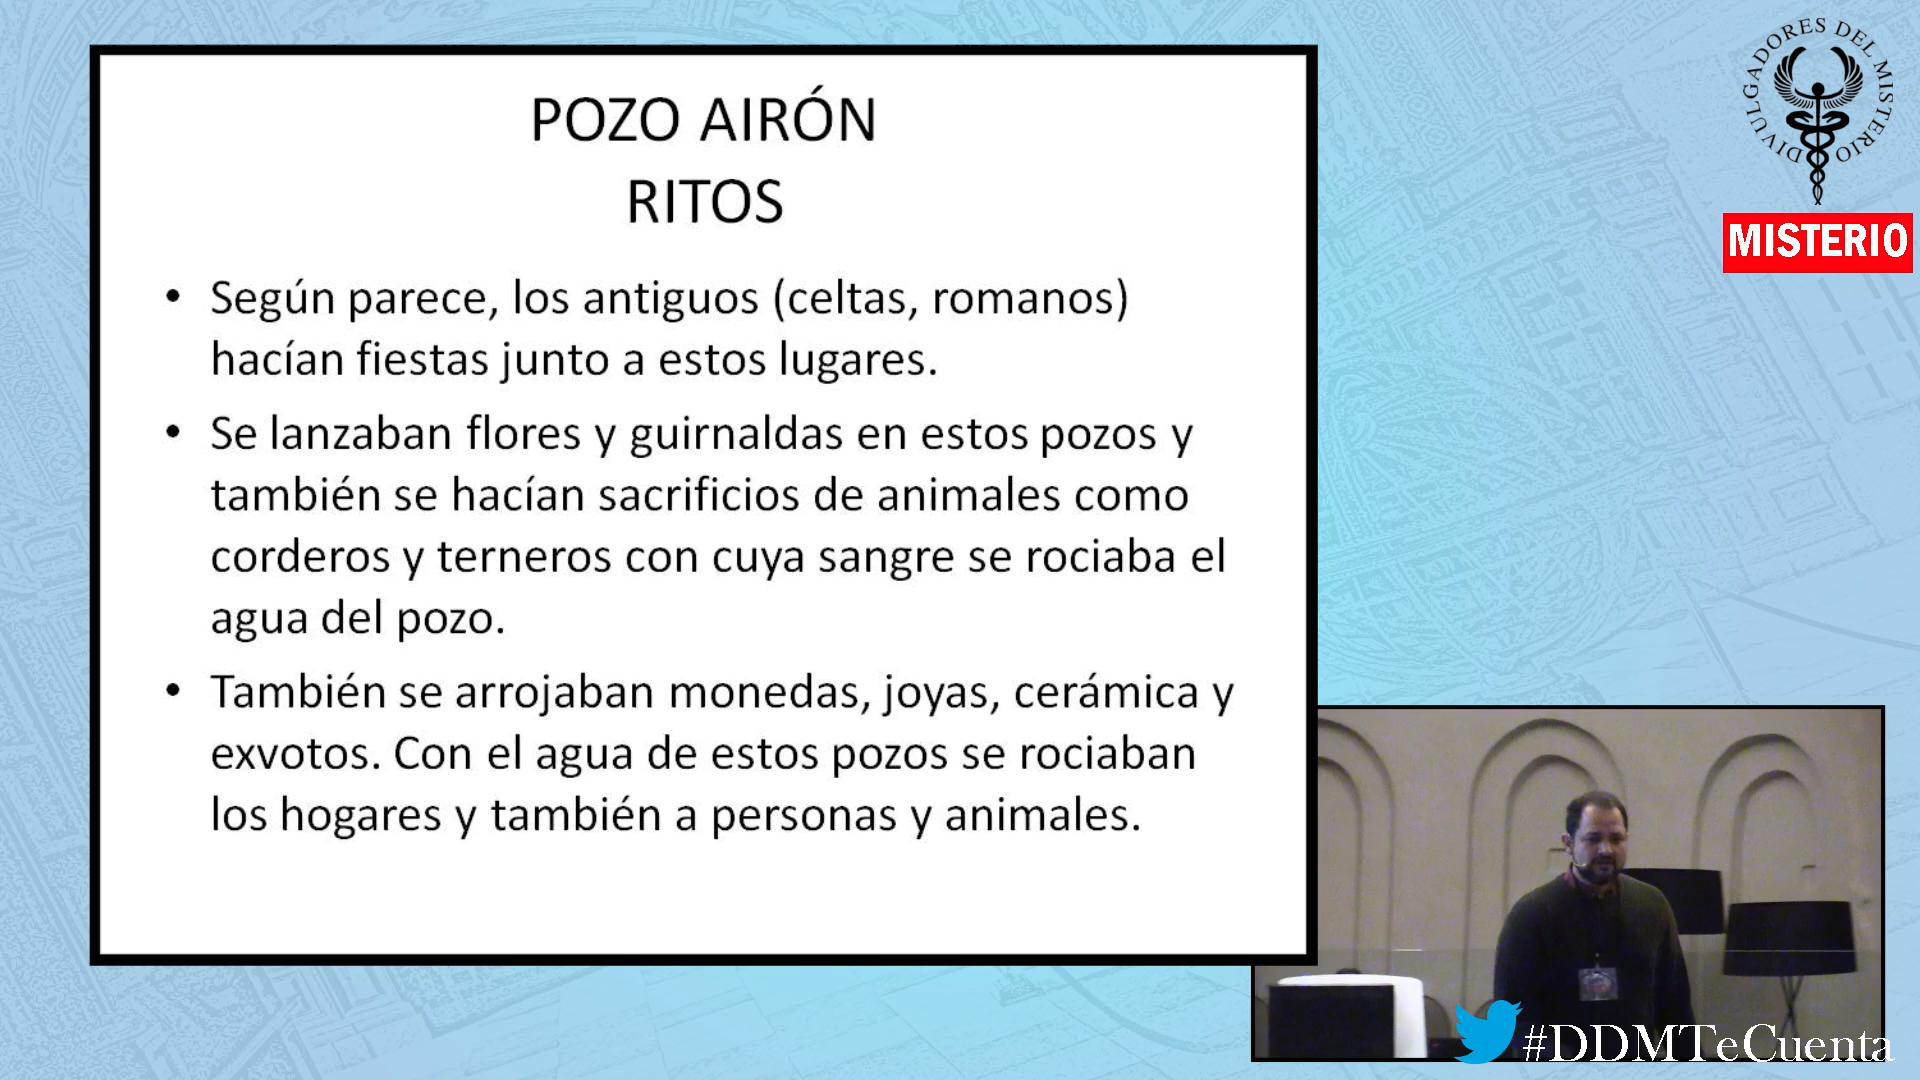 POZO AIRÓN
RITOS
• Según parece, los antiguos (celtas, romanos)
hacían fiestas junto a estos lugares.
• Se lanzaban flores y guirnaldas en estos pozos y
también se hacían sacrificios de animales como
corderos y terneros con cuya sangre se rociaba el
agua del pozo.
• También se arrojaban monedas, joyas, cerámica y
exvotos. Con el agua de estos pozos se rociaban
los hogares y también a personas y animales.
DIVULGADORES DEL MISTERIO
MISTERIO
#DDMTeCuenta